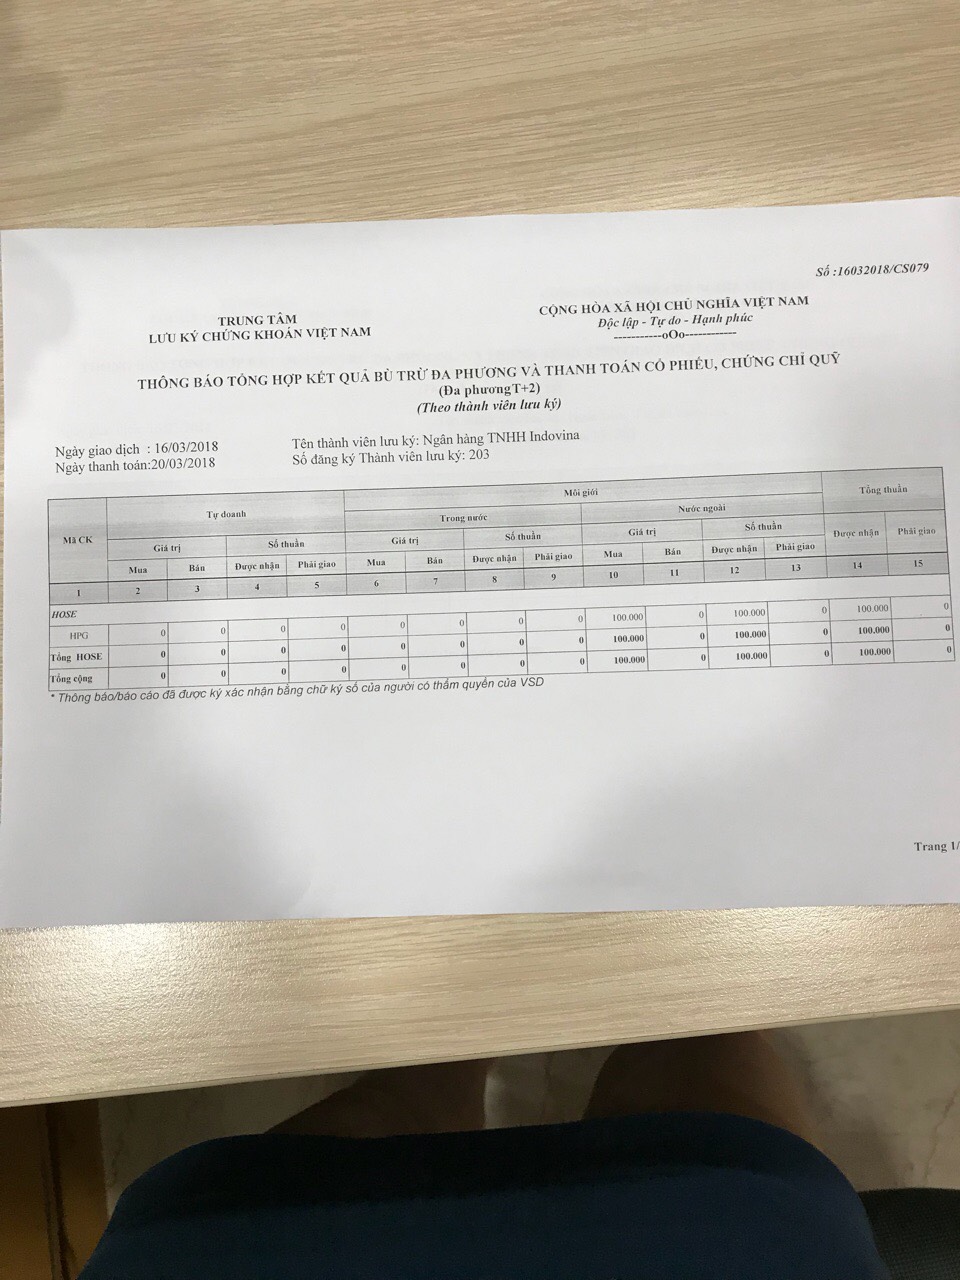 Số :16032018/CS079
TRUNG TÂM
LƯU KÝ CHỨNG KHOÁN VIỆT NAM
CỘNG HÒA XÃ HỘI CHỦ NGHĨA VIỆT NAM
Độc lập - Tự do - Hạnh phúc
-----------oOo------------
THÔNG BÁO TỔNG HỢP KẾT QUẢ BÙ TRỪ ĐA PHƯƠNG VÀ THANH TOÁN CỔ PHIẾU, CHỨNG CHỈ QUỸ
(Đa phươngT+2)
(Theo thành viên lưu ký)
Ngày giao dịch : 16/03/2018
Ngày thanh toán:20/03/2018
Tên thành viên lưu ký: Ngân hàng TNHH Indovina
Số đăng ký Thành viên lưu ký: 203
Mã CK Tự doanh Môi giới Tổng thuần
Trong nước Nước ngoài
Giá trị Số thuần Giá trị Số thuần Giá trị Số thuần Được nhận Phải giao
Mua Bán Được nhận Phải giao Mua Bán Được nhận Phải giao Mua Bán Được nhận Phải giao
1 2 3 4 5 6 7 8 9 10 11 12 13 14 15
HOSE
HPG 0 0 0 0 0 0 0 0 100.000 0 100.000 0 100.000 0
Tổng HOSE 0 0 0 0 0 0 0 0 100.000 0 100.000 0 100.000 0
Tổng cộng 0 0 0 0 0 0 0 0 100.000 0 100.000 0 100.000 0
* Thông báo/báo cáo đã được ký xác nhận bằng chữ ký số của người có thẩm quyền của VSD
Trang 1/